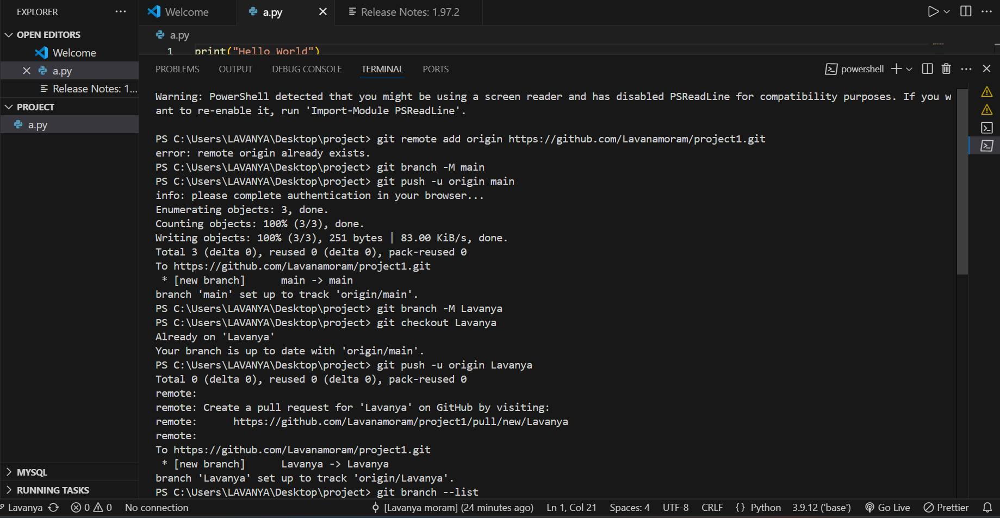 EXPLORER
OPEN EDITORS
Welcome
a.py
Release Notes: 1...
PROJECT
a.py
MYSQL
RUNNING TASKS
Welcome
a.py
Release Notes: 1.97.2
a.py
1 print("Hello World")
PROBLEMS OUTPUT DEBUG CONSOLE TERMINAL PORTS
powershell
Warning: PowerShell detected that you might be using a screen reader and has disabled PSReadLine for compatibility purposes. If you w
ant to re-enable it, run 'Import-Module PSReadLine'.
PS C:\Users\LAVANYA\Desktop\project> git remote add origin https://github.com/Lavanamoram/project1.git
error: remote origin already exists.
PS C:\Users\LAVANYA\Desktop\project> git branch -M main
PS C:\Users\LAVANYA\Desktop\project> git push -u origin main
info: please complete authentication in your browser...
Enumerating objects: 3, done.
Counting objects: 100% (3/3), done.
Writing objects: 100% (3/3), 251 bytes | 83.00 KiB/s, done.
Total 3 (delta 0), reused 0 (delta 0), pack-reused 0
To https://github.com/Lavanamoram/project1.git
* [new branch]      main -> main
branch 'main' set up to track 'origin/main'.
PS C:\Users\LAVANYA\Desktop\project> git branch -M Lavanya
PS C:\Users\LAVANYA\Desktop\project> git checkout Lavanya
Already on 'Lavanya'
Your branch is up to date with 'origin/main'.
PS C:\Users\LAVANYA\Desktop\project> git push -u origin Lavanya
Total 0 (delta 0), reused 0 (delta 0), pack-reused 0
remote:
remote: Create a pull request for 'Lavanya' on GitHub by visiting:
remote:      https://github.com/Lavanamoram/project1/pull/new/Lavanya
remote:
To https://github.com/Lavanamoram/project1.git
* [new branch]      Lavanya -> Lavanya
branch 'Lavanya' set up to track 'origin/Lavanya'.
PS C:\Users\LAVANYA\Desktop\project> git branch --list
Lavanya 0 0 No connection [Lavanya moram] (24 minutes ago) Ln 1, Col 21 Spaces: 4 UTF-8 CRLF {} Python 3.9.12 ('base') Go Live Prettier